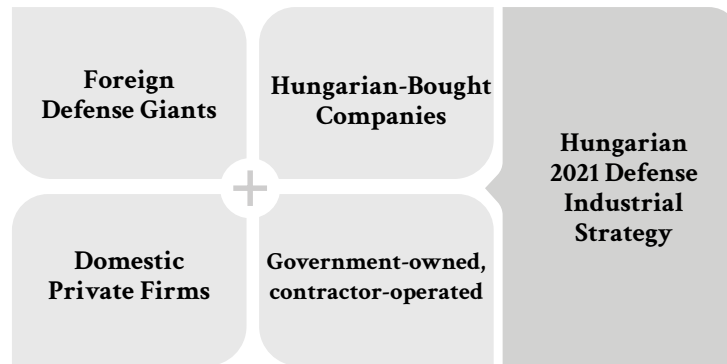 Foreign
Defense Giants
Hungarian-Bought
Companies
Domestic
Private Firms
Government-owned,
contractor-operated
Hungarian
2021 Defense
Industrial
Strategy